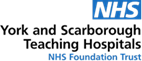 NHS
York and Scarborough
Teaching Hospitals
NHS Foundation Trust